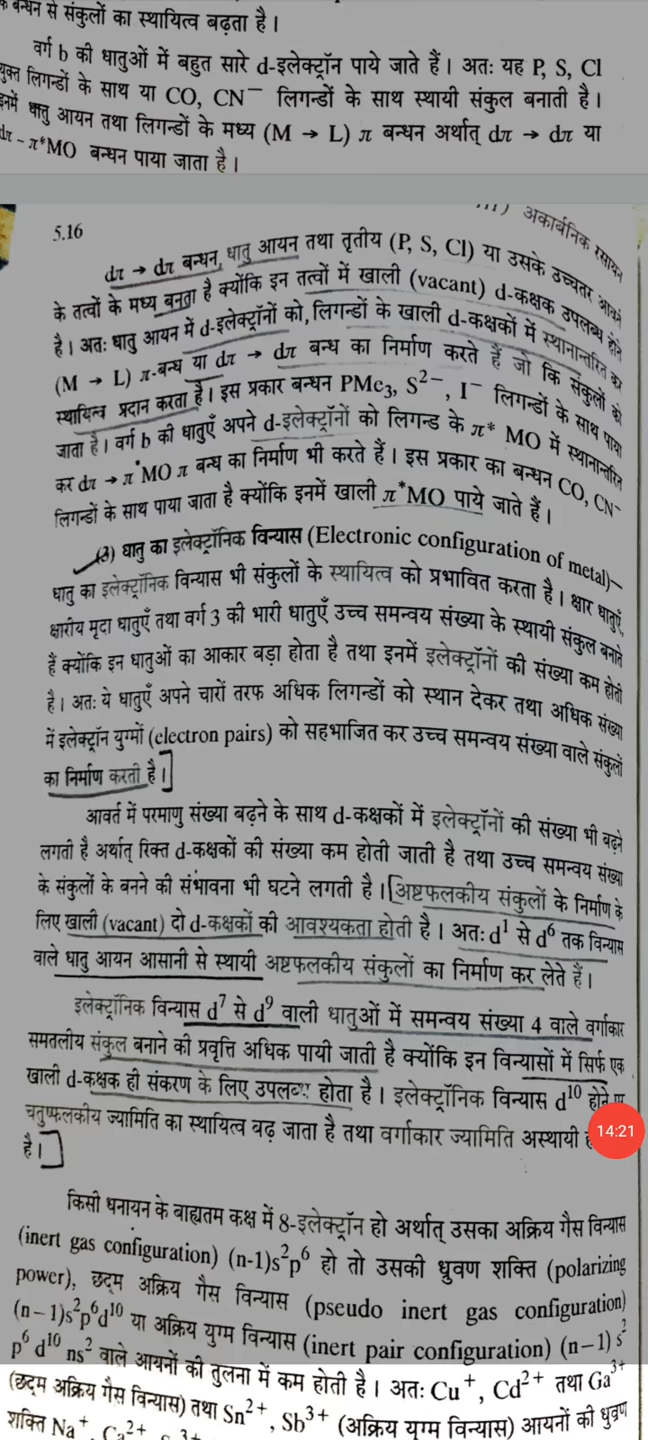 क बन्धन से संकुलों का स्थायित्व बढ़ता है।
वर्ग b की धातुओं में बहुत सारे d-इलेक्ट्रॉन पाये जाते हैं। अतः यह P, S, Cl
युक्त लिगन्डों के साथ या CO, CN⁻ लिगन्डों के साथ स्थायी संकुल बनाती है।
इनमें धातु आयन तथा लिगन्डों के मध्य (M → L) π बन्धन अर्थात् dπ → dπ या
dπ – π*MO बन्धन पाया जाता है।
5.16
अकार्बनिक रसायन
dπ → dπ बन्धन, धातु आयन तथा तृतीय (P, S, Cl) या उसके उच्चतर आवर्त
के तत्वों के मध्य बनता है क्योंकि इन तत्वों में खाली (vacant) d-कक्षक उपलब्ध होते
है। अतः धातु आयन में d-इलेक्ट्रॉनों को, लिगन्डों के खाली d-कक्षकों में स्थानान्तरित कर
(M → L) π-बन्ध या dπ → dπ बन्ध का निर्माण करते हैं जो कि संकुलों को
स्थायित्व प्रदान करता है। इस प्रकार बन्धन PMe₃, S²⁻, I⁻ लिगन्डों के साथ पाया
जाता है। वर्ग b की धातुएँ अपने d-इलेक्ट्रॉनों को लिगन्ड के π* MO में स्थानान्तरित
कर dπ → π*MO π बन्ध का निर्माण भी करते हैं। इस प्रकार का बन्धन CO, CN⁻
लिगन्डों के साथ पाया जाता है क्योंकि इनमें खाली π*MO पाये जाते हैं।
(3) धातु का इलेक्ट्रॉनिक विन्यास (Electronic configuration of metal)—
धातु का इलेक्ट्रॉनिक विन्यास भी संकुलों के स्थायित्व को प्रभावित करता है। क्षार धातुएँ,
क्षारीय मृदा धातुएँ तथा वर्ग 3 की भारी धातुएँ उच्च समन्वय संख्या के स्थायी संकुल बनाते
हैं क्योंकि इन धातुओं का आकार बड़ा होता है तथा इनमें इलेक्ट्रॉनों की संख्या कम होती
है। अतः ये धातुएँ अपने चारों तरफ अधिक लिगन्डों को स्थान देकर तथा अधिक संख्या
में इलेक्ट्रॉन युग्मों (electron pairs) को सहभाजित कर उच्च समन्वय संख्या वाले संकुलों
का निर्माण करती है।]
आवर्त में परमाणु संख्या बढ़ने के साथ d-कक्षकों में इलेक्ट्रॉनों की संख्या भी बढ़ने
लगती है अर्थात् रिक्त d-कक्षकों की संख्या कम होती जाती है तथा उच्च समन्वय संख्या
के संकुलों के बनने की संभावना भी घटने लगती है। [अष्टफलकीय संकुलों के निर्माण के
लिए खाली (vacant) दो d-कक्षकों की आवश्यकता होती है। अतः d¹ से d⁶ तक विन्यास
वाले धातु आयन आसानी से स्थायी अष्टफलकीय संकुलों का निर्माण कर लेते हैं।
इलेक्ट्रॉनिक विन्यास d⁷ से d⁹ वाली धातुओं में समन्वय संख्या 4 वाले वर्गाकार
समतलीय संकुल बनाने की प्रवृत्ति अधिक पायी जाती है क्योंकि इन विन्यासों में सिर्फ एक
खाली d-कक्षक ही संकरण के लिए उपलब्ध होता है। इलेक्ट्रॉनिक विन्यास d¹⁰ होने पर
चतुष्फलकीय ज्यामिति का स्थायित्व बढ़ जाता है तथा वर्गाकार ज्यामिति अस्थायी
14:21
है।]
किसी धनायन के बाह्यतम कक्ष में 8-इलेक्ट्रॉन हो अर्थात् उसका अक्रिय गैस विन्यास
(inert gas configuration) (n-1)s²p⁶ हो तो उसकी ध्रुवण शक्ति (polarizing
power), छद्म अक्रिय गैस विन्यास (pseudo inert gas configuration)
(n – 1)s²p⁶d¹⁰ या अक्रिय युग्म विन्यास (inert pair configuration) (n – 1) s²
p⁶ d¹⁰ ns² वाले आयनों की तुलना में कम होती है। अतः Cu⁺, Cd²⁺ तथा Ga³⁺
(छद्म अक्रिय गैस विन्यास) तथा Sn²⁺, Sb³⁺ (अक्रिय युग्म विन्यास) आयनों की ध्रुवण
शक्ति Na⁺, Ca²⁺